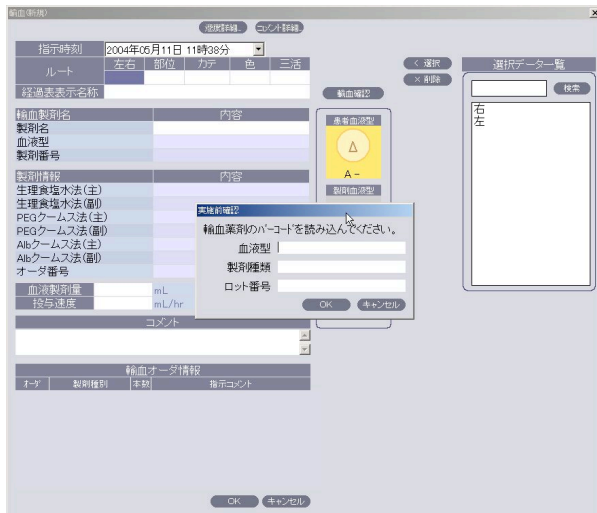 輸血(新規)
程度詳細.. コメント詳細..
指示時刻 2004年05月11日 11時38分
ルート 左右 部位 カテ 色 三活
経過表表示名称
< 選択
× 削除
選択データ一覧
検索
右
左
輸血確認
輸血製剤名 内容
製剤名
血液型
製剤番号
患者血液型
A
A -
製剤血液型
製剤情報 内容
生理食塩水法(主)
生理食塩水法(副)
PEGクームス法(主)
PEGクームス法(副)
Albクームス法(主)
Albクームス法(副)
オーダ番号
血液製剤量 mL
投与速度 mL/hr
実施前確認
輸血薬剤のバーコードを読み込んでください。
血液型
製剤種類
ロット番号
OK キャンセル
コメント
輸血オーダ情報
オーダ 製剤種別 本数 指示コメント
OK キャンセル